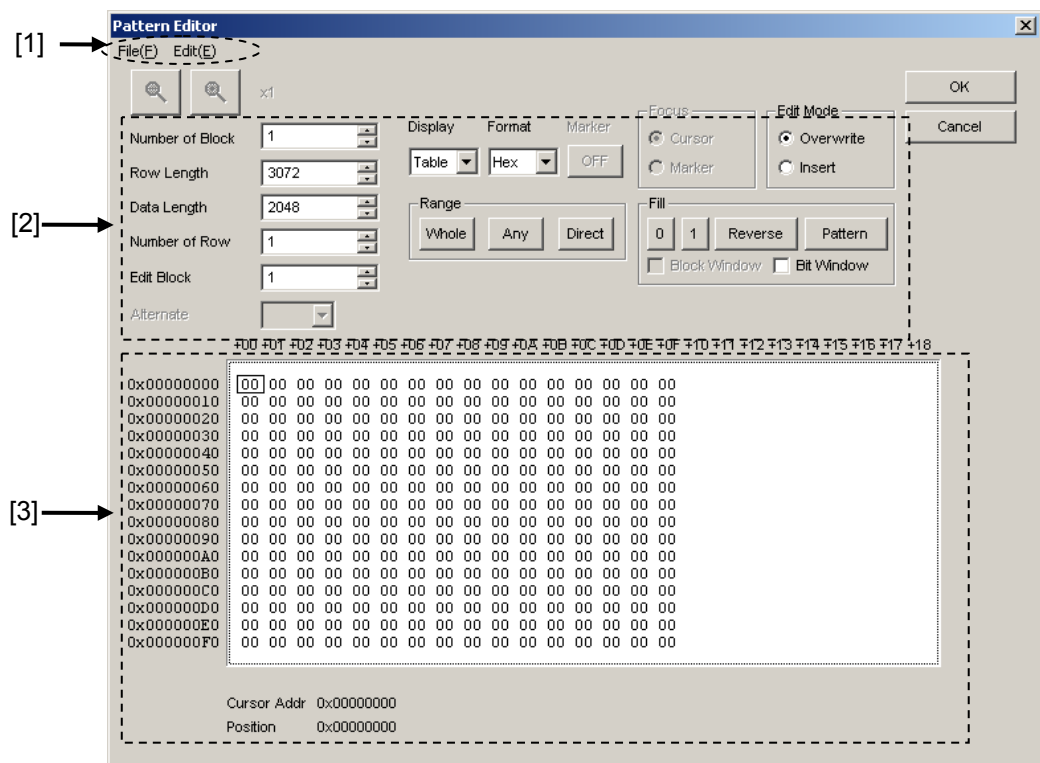 Pattern Editor
[1]
File(F) Edit(E)
x1
OK
Cancel
Number of Block 1
Row Length 3072
Data Length 2048
Number of Row 1
Edit Block 1
Alternate
Display Format Marker
Table Hex OFF
Focus
Cursor
Marker
Edit Mode
Overwrite
Insert
[2]
Range
Whole Any Direct
Fill
0 1 Reverse Pattern
Block Window Bit Window
+00 +01 +02 +03 +04 +05 +06 +07 +08 +09 +0A +0B +0C +0D +0E +0F +10 +11 +12 +13 +14 +15 +16 +17 +18
0x00000000 00 00 00 00 00 00 00 00 00 00 00 00 00 00 00 00
0x00000010 00 00 00 00 00 00 00 00 00 00 00 00 00 00 00 00
0x00000020 00 00 00 00 00 00 00 00 00 00 00 00 00 00 00 00
0x00000030 00 00 00 00 00 00 00 00 00 00 00 00 00 00 00 00
0x00000040 00 00 00 00 00 00 00 00 00 00 00 00 00 00 00 00
0x00000050 00 00 00 00 00 00 00 00 00 00 00 00 00 00 00 00
0x00000060 00 00 00 00 00 00 00 00 00 00 00 00 00 00 00 00
0x00000070 00 00 00 00 00 00 00 00 00 00 00 00 00 00 00 00
[3]
0x00000080 00 00 00 00 00 00 00 00 00 00 00 00 00 00 00 00
0x00000090 00 00 00 00 00 00 00 00 00 00 00 00 00 00 00 00
0x000000A0 00 00 00 00 00 00 00 00 00 00 00 00 00 00 00 00
0x000000B0 00 00 00 00 00 00 00 00 00 00 00 00 00 00 00 00
0x000000C0 00 00 00 00 00 00 00 00 00 00 00 00 00 00 00 00
0x000000D0 00 00 00 00 00 00 00 00 00 00 00 00 00 00 00 00
0x000000E0 00 00 00 00 00 00 00 00 00 00 00 00 00 00 00 00
0x000000F0 00 00 00 00 00 00 00 00 00 00 00 00 00 00 00 00
Cursor Addr 0x00000000
Position 0x00000000